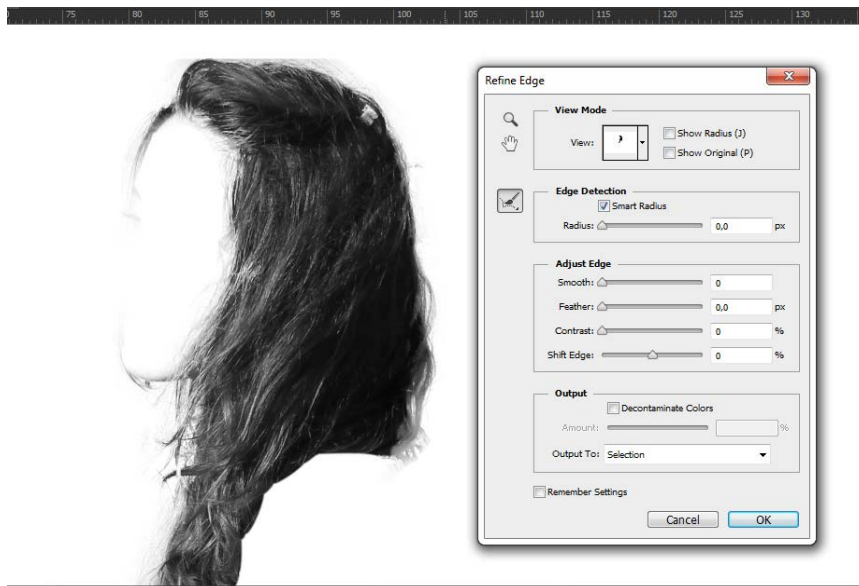 75 80 85 90 95 100 105 110 115 120 125 130
Refine Edge
View Mode
View:
Show Radius (J)
Show Original (P)
Edge Detection
Smart Radius
Radius: 0,0 px
Adjust Edge
Smooth: 0
Feather: 0,0 px
Contrast: 0 %
Shift Edge: 0 %
Output
Decontaminate Colors
Amount: %
Output To: Selection
Remember Settings
Cancel OK